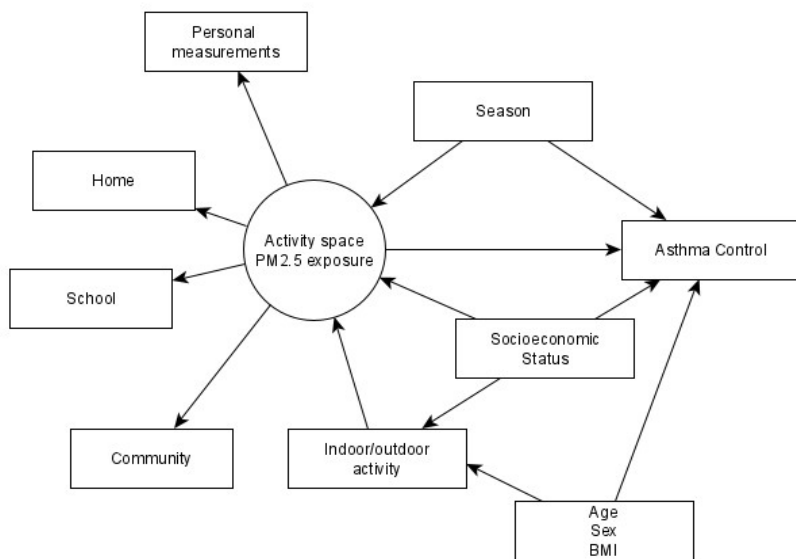 Personal
measurements
Season
Home
Activity space
PM2.5 exposure
Asthma Control
School
Socioeconomic
Status
Community
Indoor/outdoor
activity
Age
Sex
BMI